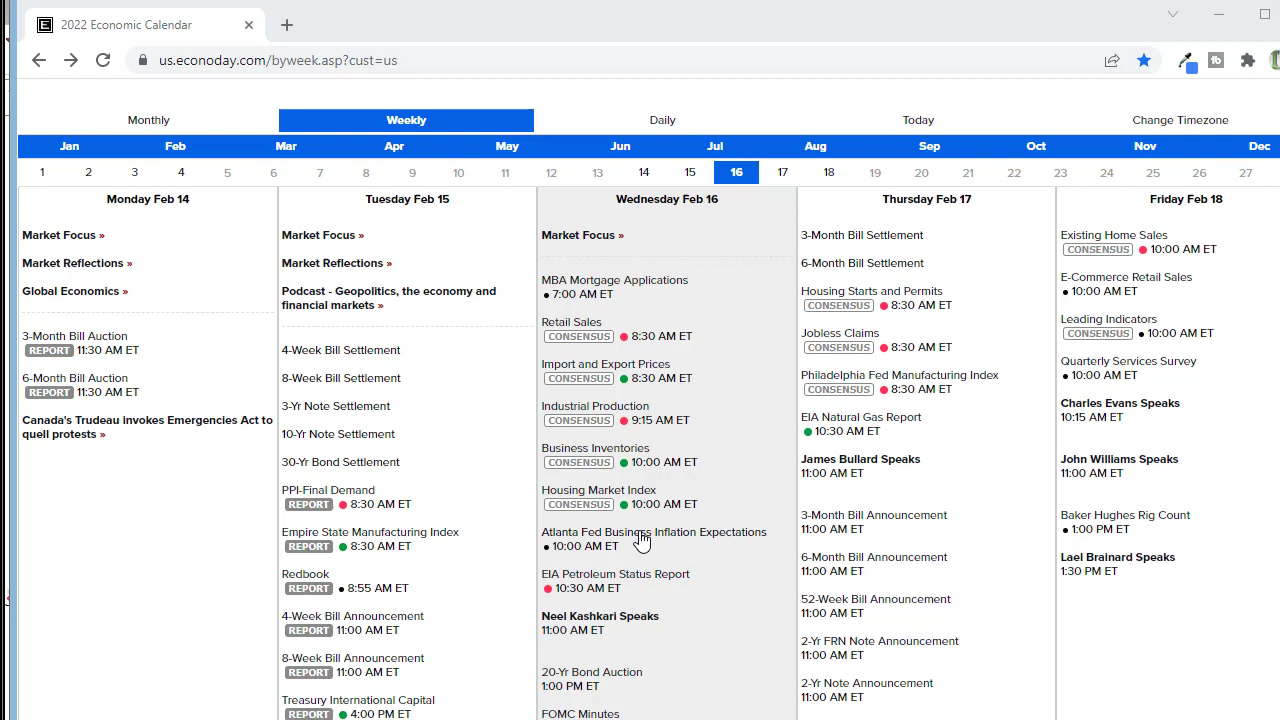 2022 Economic Calendar
us.econoday.com/byweek.asp?cust=us
Monthly Weekly Daily Today Change Timezone
Jan Feb Mar Apr May Jun Jul Aug Sep Oct Nov Dec
1 2 3 4 5 6 7 8 9 10 11 12 13 14 15 16 17 18 19 20 21 22 23 24 25 26 27
Monday Feb 14
Market Focus »
Market Reflections »
Global Economics »
3-Month Bill Auction
REPORT 11:30 AM ET
6-Month Bill Auction
REPORT 11:30 AM ET
Canada's Trudeau invokes Emergencies Act to
quell protests »
Tuesday Feb 15
Market Focus »
Market Reflections »
Podcast - Geopolitics, the economy and
financial markets »
4-Week Bill Settlement
8-Week Bill Settlement
3-Yr Note Settlement
10-Yr Note Settlement
30-Yr Bond Settlement
PPI-Final Demand
REPORT 8:30 AM ET
Empire State Manufacturing Index
REPORT 8:30 AM ET
Redbook
REPORT 8:55 AM ET
4-Week Bill Announcement
REPORT 11:00 AM ET
8-Week Bill Announcement
REPORT 11:00 AM ET
Treasury International Capital
REPORT 4:00 PM ET
Wednesday Feb 16
Market Focus »
MBA Mortgage Applications
7:00 AM ET
Retail Sales
CONSENSUS 8:30 AM ET
Import and Export Prices
CONSENSUS 8:30 AM ET
Industrial Production
CONSENSUS 9:15 AM ET
Business Inventories
CONSENSUS 10:00 AM ET
Housing Market Index
CONSENSUS 10:00 AM ET
Atlanta Fed Business Inflation Expectations
10:00 AM ET
EIA Petroleum Status Report
10:30 AM ET
Neel Kashkari Speaks
11:00 AM ET
20-Yr Bond Auction
1:00 PM ET
FOMC Minutes
Thursday Feb 17
3-Month Bill Settlement
6-Month Bill Settlement
Housing Starts and Permits
CONSENSUS 8:30 AM ET
Jobless Claims
CONSENSUS 8:30 AM ET
Philadelphia Fed Manufacturing Index
CONSENSUS 8:30 AM ET
EIA Natural Gas Report
10:30 AM ET
James Bullard Speaks
11:00 AM ET
3-Month Bill Announcement
11:00 AM ET
6-Month Bill Announcement
11:00 AM ET
52-Week Bill Announcement
11:00 AM ET
2-Yr FRN Note Announcement
11:00 AM ET
2-Yr Note Announcement
11:00 AM ET
Friday Feb 18
Existing Home Sales
CONSENSUS 10:00 AM ET
E-Commerce Retail Sales
10:00 AM ET
Leading Indicators
CONSENSUS 10:00 AM ET
Quarterly Services Survey
10:00 AM ET
Charles Evans Speaks
10:15 AM ET
John Williams Speaks
11:00 AM ET
Baker Hughes Rig Count
1:00 PM ET
Lael Brainard Speaks
1:30 PM ET